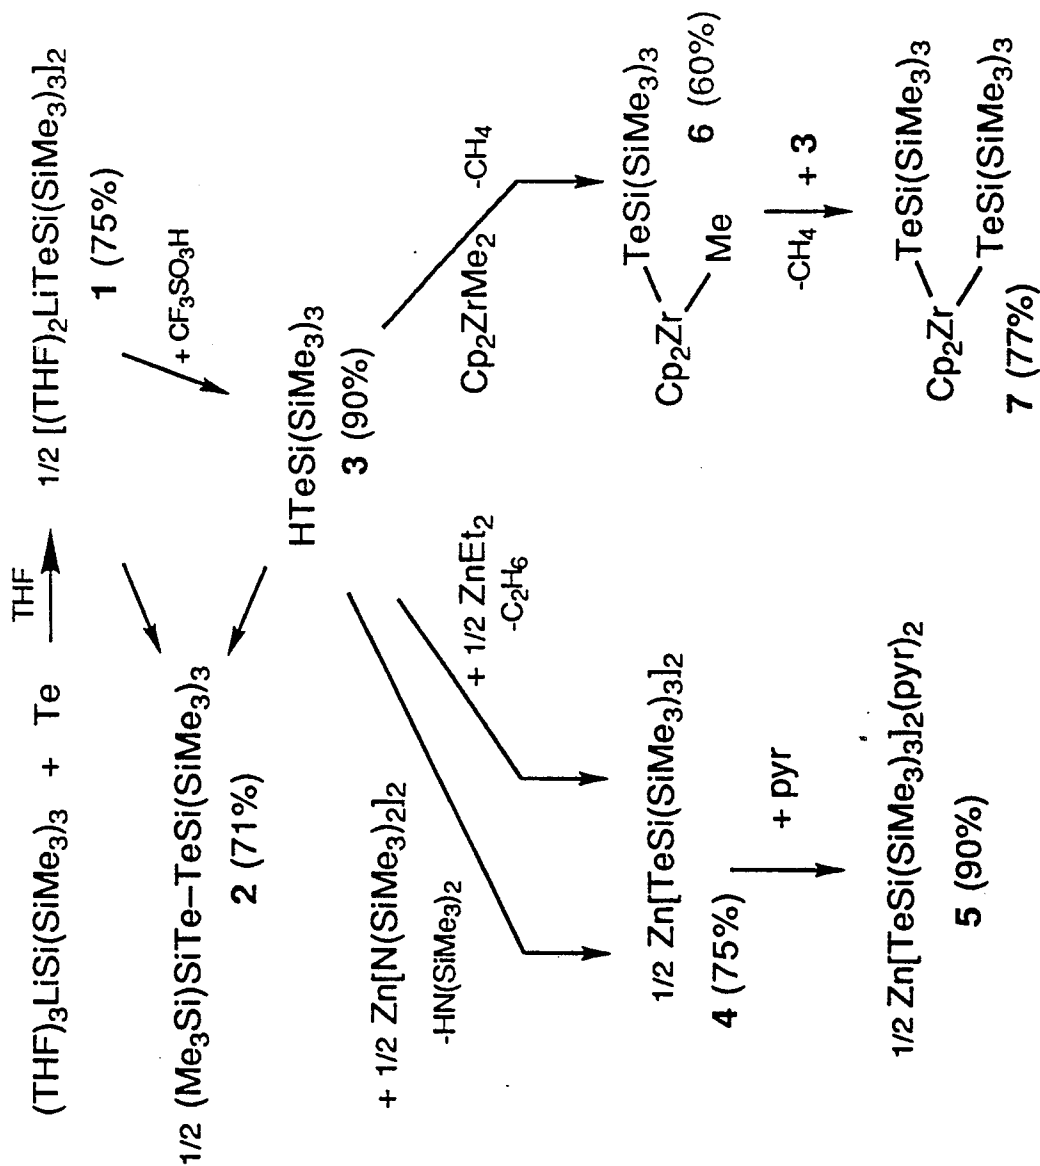 THF
(THF)₃LiSi(SiMe₃)₃ + Te 1/2 [(THF)₂LiTeSi(SiMe₃)₃]₂
1 (75%)
+ CF₃SO₃H
1/2 (Me₃Si)SiTe–TeSi(SiMe₃)₃
2 (71%)
HTeSi(SiMe₃)₃
3 (90%)
+ 1/2 Zn[N(SiMe₃)₂]₂
-HN(SiMe₃)₂
+ 1/2 ZnEt₂
-C₂H₆
Cp₂ZrMe₂
-CH₄
1/2 Zn[TeSi(SiMe₃)₃]₂
4 (75%)
+ pyr
1/2 Zn[TeSi(SiMe₃)₃]₂(pyr)₂
5 (90%)
TeSi(SiMe₃)₃
Cp₂Zr
Me
6 (60%)
-CH₄ + 3
TeSi(SiMe₃)₃
Cp₂Zr
TeSi(SiMe₃)₃
7 (77%)